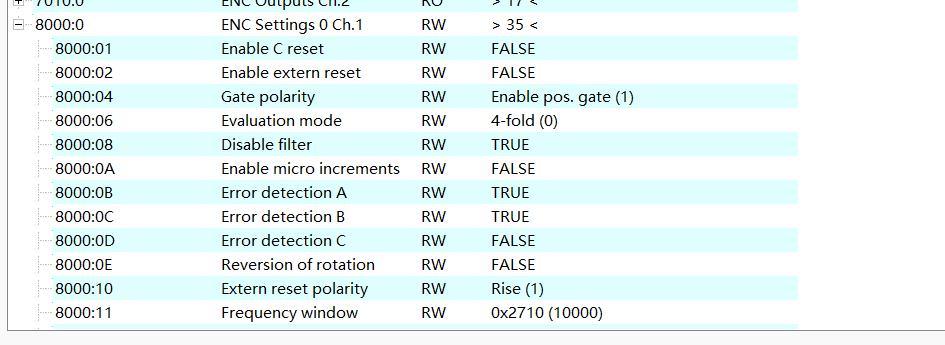 7010:0 ENC Outputs Ch.2 RO > 17 <
8000:0 ENC Settings 0 Ch.1 RW > 35 <
8000:01 Enable C reset RW FALSE
8000:02 Enable extern reset RW FALSE
8000:04 Gate polarity RW Enable pos. gate (1)
8000:06 Evaluation mode RW 4-fold (0)
8000:08 Disable filter RW TRUE
8000:0A Enable micro increments RW FALSE
8000:0B Error detection A RW TRUE
8000:0C Error detection B RW TRUE
8000:0D Error detection C RW FALSE
8000:0E Reversion of rotation RW FALSE
8000:10 Extern reset polarity RW Rise (1)
8000:11 Frequency window RW 0x2710 (10000)